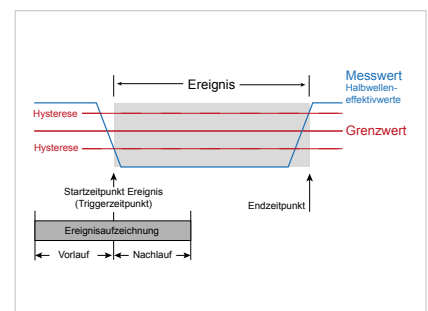 Ereignis
Messwert
Halbwellen-
effektivwerte
Hysterese
Grenzwert
Hysterese
Startzeitpunkt Ereignis
(Triggerzeitpunkt)
Endzeitpunkt
Ereignisaufzeichnung
Vorlauf
Nachlauf